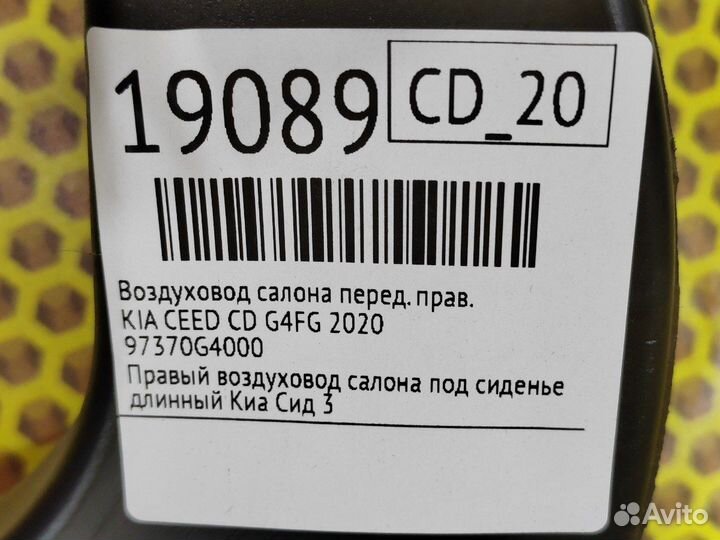 19089
CD_20
Воздуховод салона перед. прав.
KIA CEED CD G4FG 2020
97370G4000
Правый воздуховод салона под сиденье
длинный Киа Сид 3
Avito